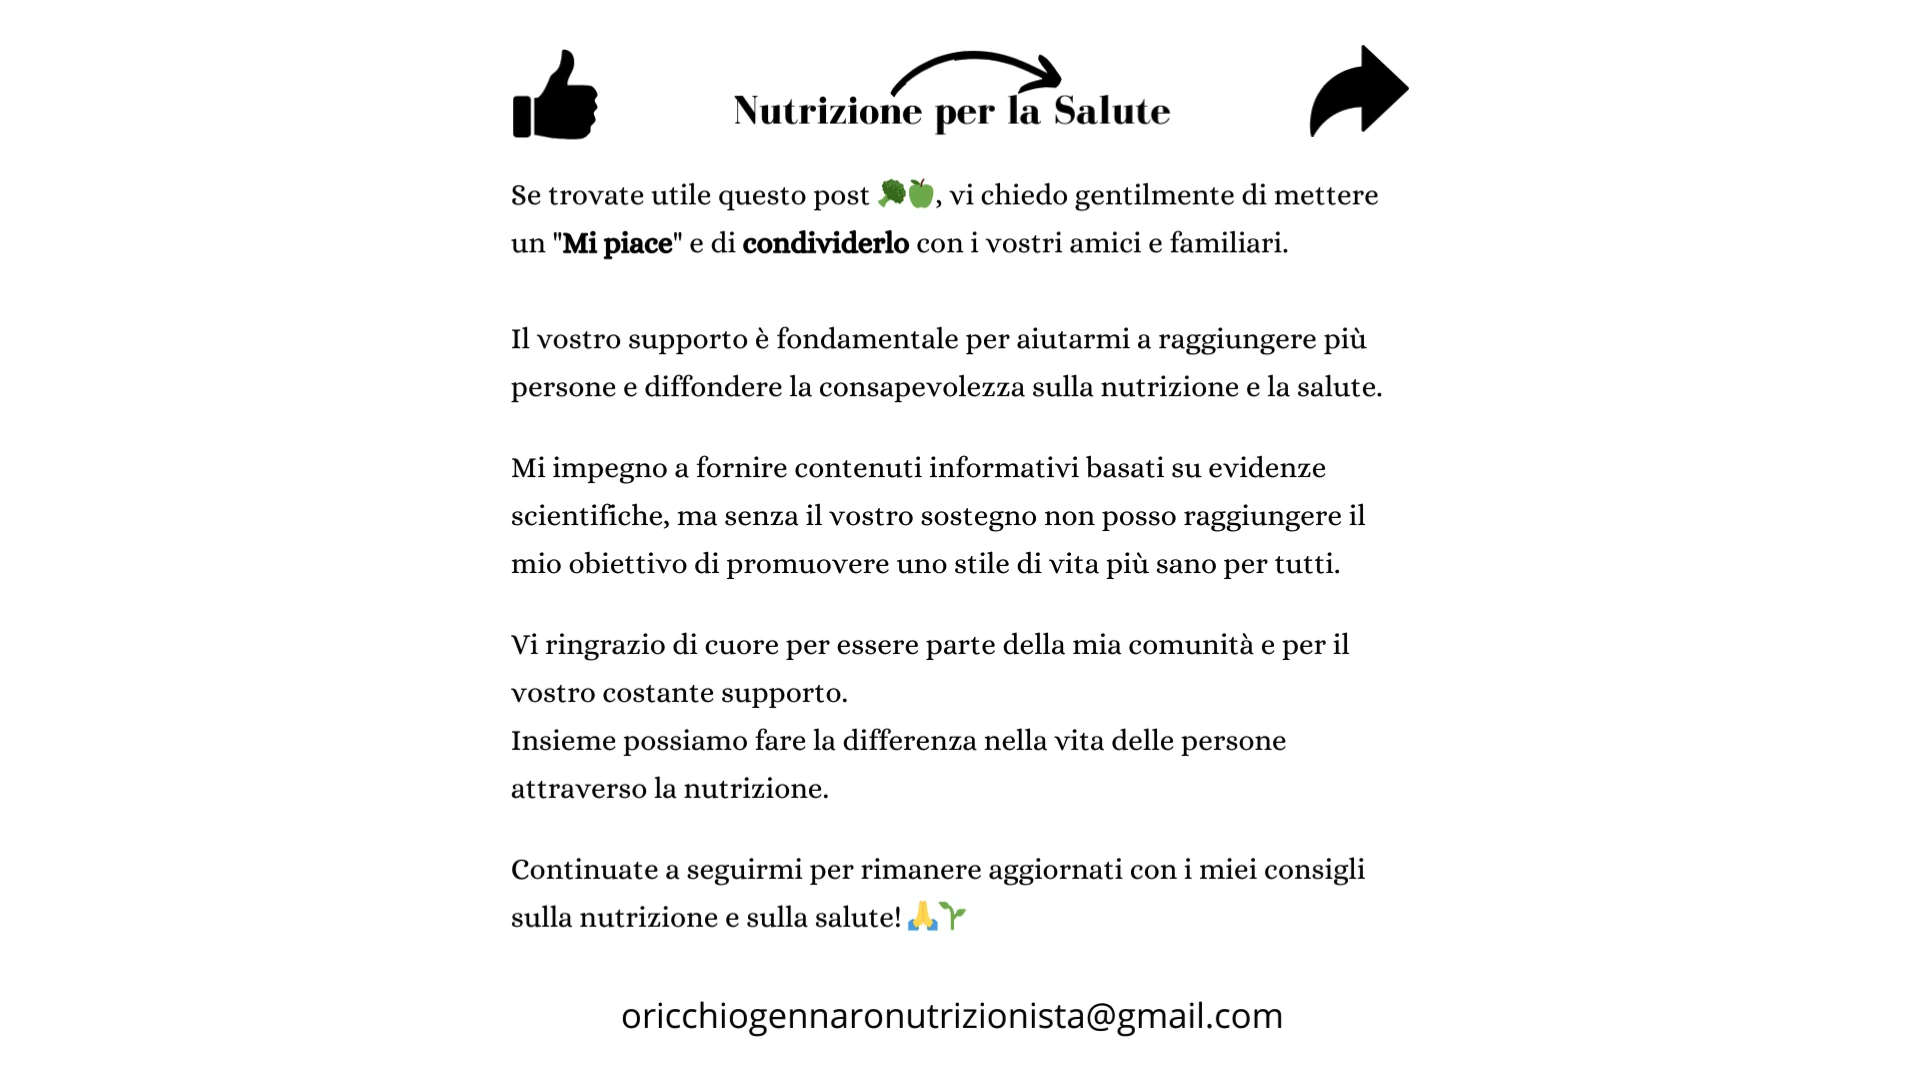 Nutrizione per la Salute
Se trovate utile questo post 🥦🍏, vi chiedo gentilmente di mettere
un "Mi piace" e di condividerlo con i vostri amici e familiari.
Il vostro supporto è fondamentale per aiutarmi a raggiungere più
persone e diffondere la consapevolezza sulla nutrizione e la salute.
Mi impegno a fornire contenuti informativi basati su evidenze
scientifiche, ma senza il vostro sostegno non posso raggiungere il
mio obiettivo di promuovere uno stile di vita più sano per tutti.
Vi ringrazio di cuore per essere parte della mia comunità e per il
vostro costante supporto.
Insieme possiamo fare la differenza nella vita delle persone
attraverso la nutrizione.
Continuate a seguirmi per rimanere aggiornati con i miei consigli
sulla nutrizione e sulla salute! 🙏🌱
oricchiogennaronutrizionista@gmail.com